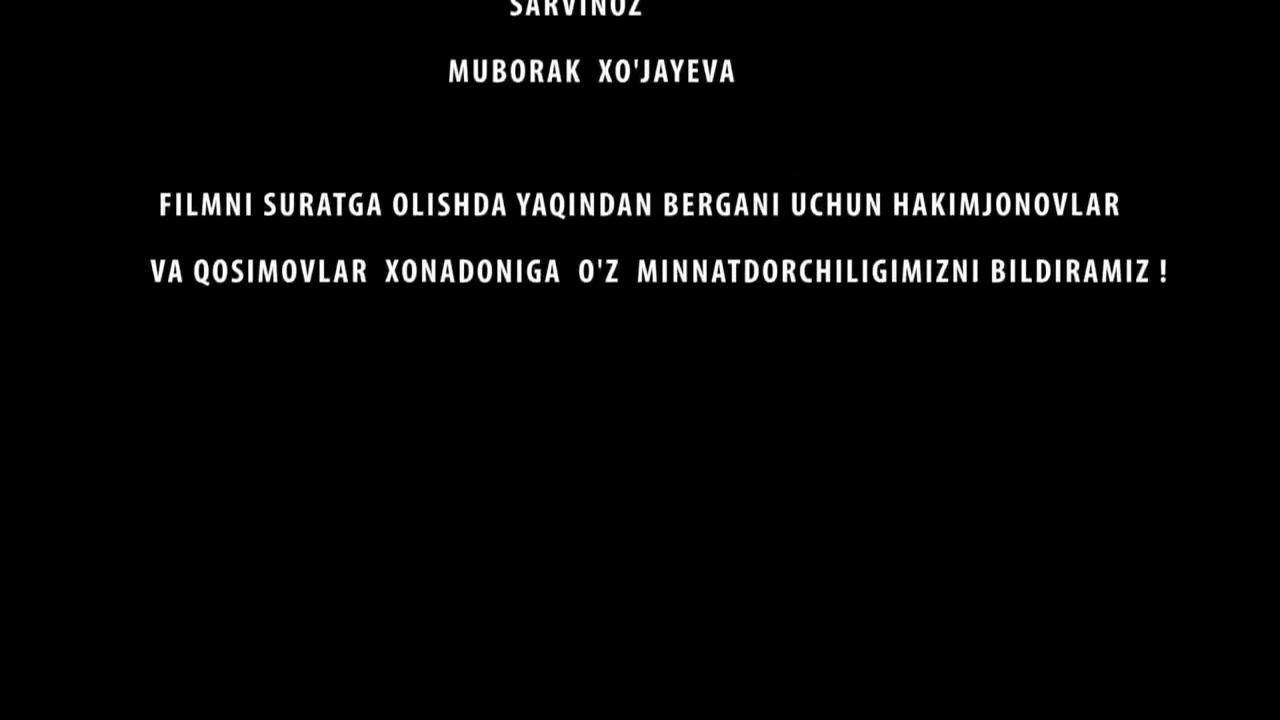 SARVINOZ
MUBORAK XO'JAYEVA
FILMNI SURATGA OLISHDA YAQINDAN BERGANI UCHUN HAKIMJONOVLAR
VA QOSIMOVLAR XONADONIGA O'Z MINNATDORCHILIGIMIZNI BILDIRAMIZ !